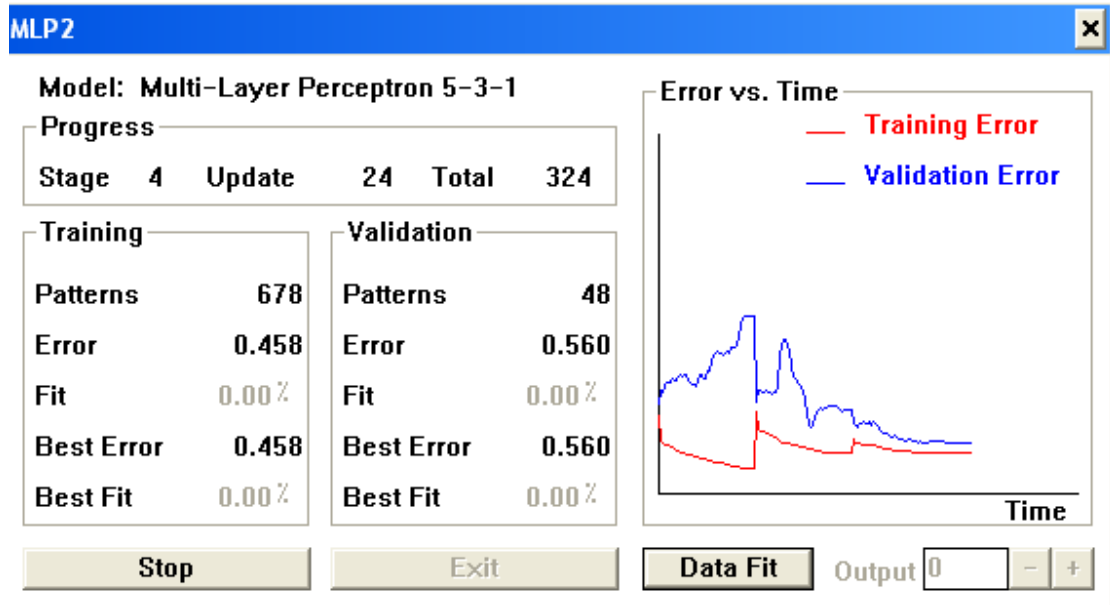 MLP2
Model: Multi-Layer Perceptron 5-3-1
Progress
Stage 4 Update 24 Total 324
Training
Patterns 678
Error 0.458
Fit 0.00%
Best Error 0.458
Best Fit 0.00%
Validation
Patterns 48
Error 0.560
Fit 0.00%
Best Error 0.560
Best Fit 0.00%
Error vs. Time
Training Error
Validation Error
Time
Stop
Exit
Data Fit
Output 0 - +